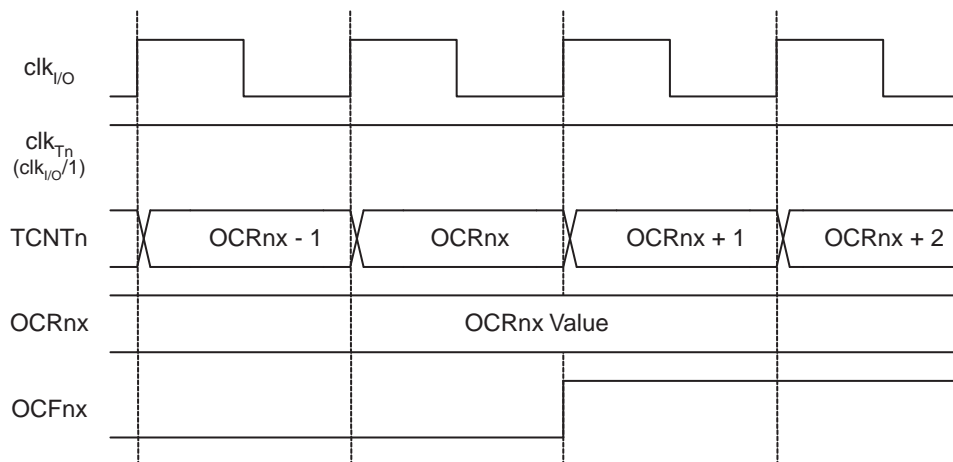 clkI/O
clkTn
(clkI/O/1)
TCNTn OCRnx - 1 OCRnx OCRnx + 1 OCRnx + 2
OCRnx OCRnx Value
OCFnx